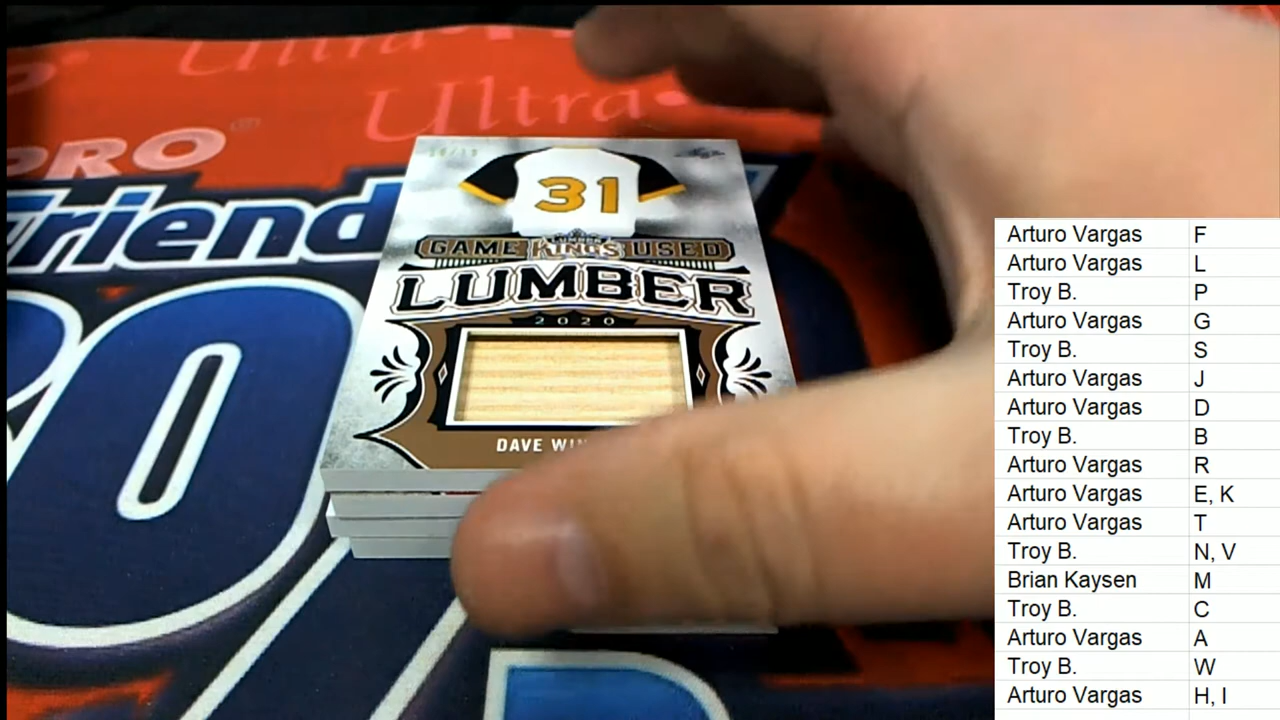 Ultra PRO
Ultra
PRO®
Friend
31
GAME KINGS USED
LUMBER
2020
DAVE
Arturo Vargas F
Arturo Vargas L
Troy B. P
Arturo Vargas G
Troy B. S
Arturo Vargas J
Arturo Vargas D
Troy B. B
Arturo Vargas R
Arturo Vargas E, K
Arturo Vargas T
Troy B. N, V
Brian Kaysen M
Troy B. C
Arturo Vargas A
Troy B. W
Arturo Vargas H, I